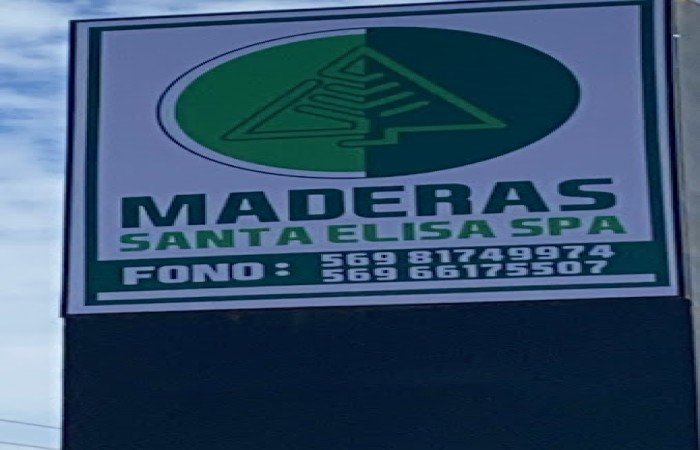 MADERAS
SANTA ELISA SPA
FONO: 569 81749974
569 66175507